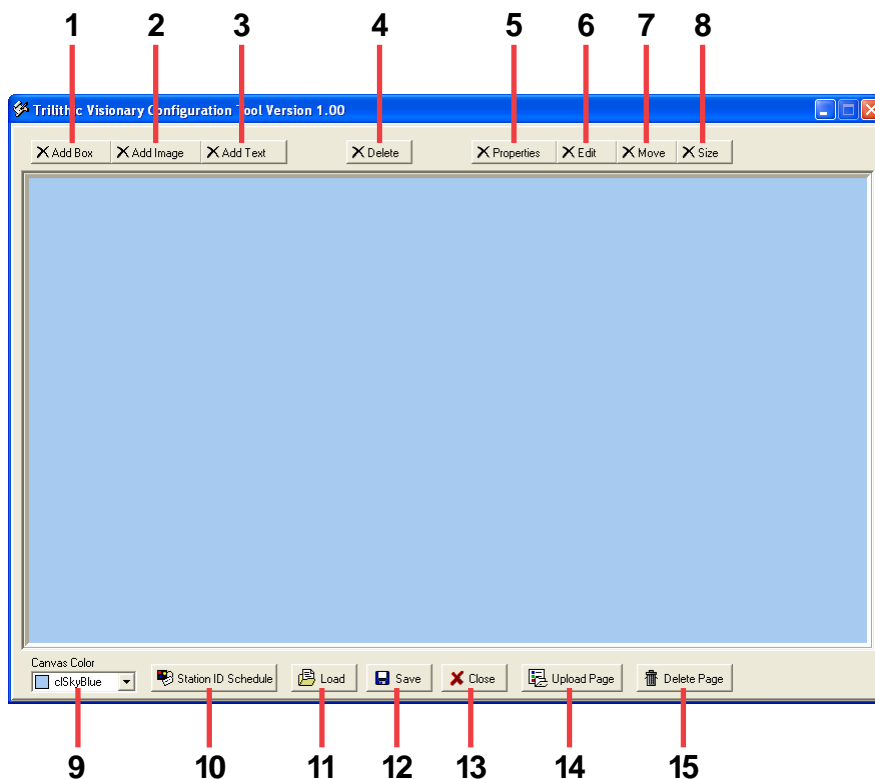 1 2 3 4 5 6 7 8
Trilithic Visionary Configuration Tool Version 1.00
Add Box Add Image Add Text Delete Properties Edit Move Size
Canvas Color
clSkyBlue Station ID Schedule Load Save Close Upload Page Delete Page
9 10 11 12 13 14 15